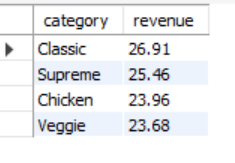 category revenue
Classic 26.91
Supreme 25.46
Chicken 23.96
Veggie 23.68